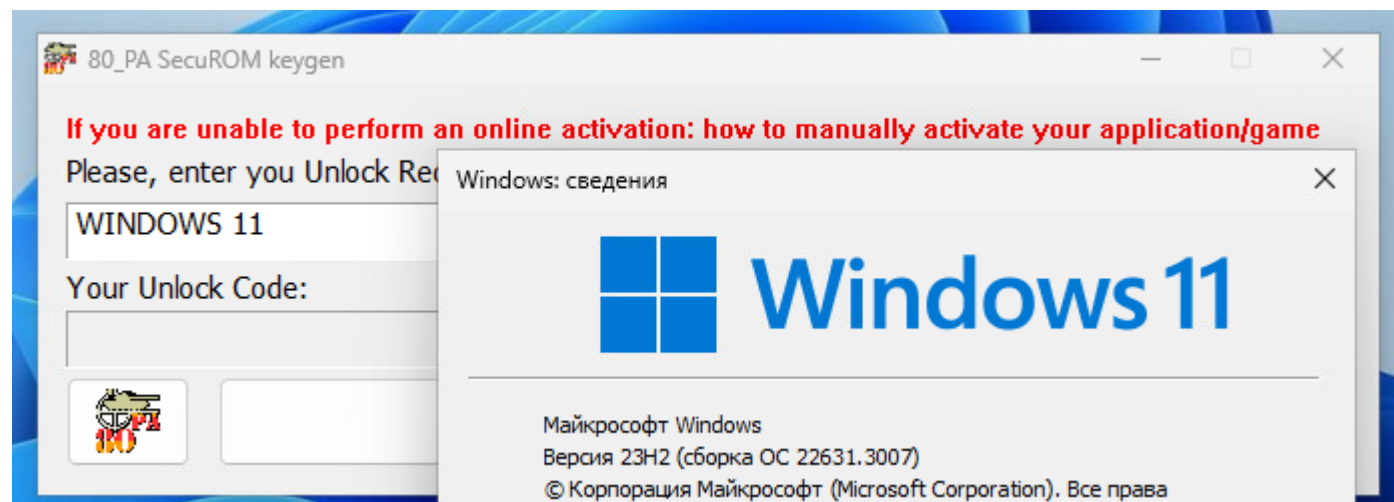 80_PA SecuROM keygen
If you are unable to perform an online activation: how to manually activate your application/game
Please, enter you Unlock
WINDOWS 11
Your Unlock Code:
Windows: сведения
Windows 11
Майкрософт Windows
Версия 23H2 (сборка ОС 22631.3007)
© Корпорация Майкрософт (Microsoft Corporation). Все права